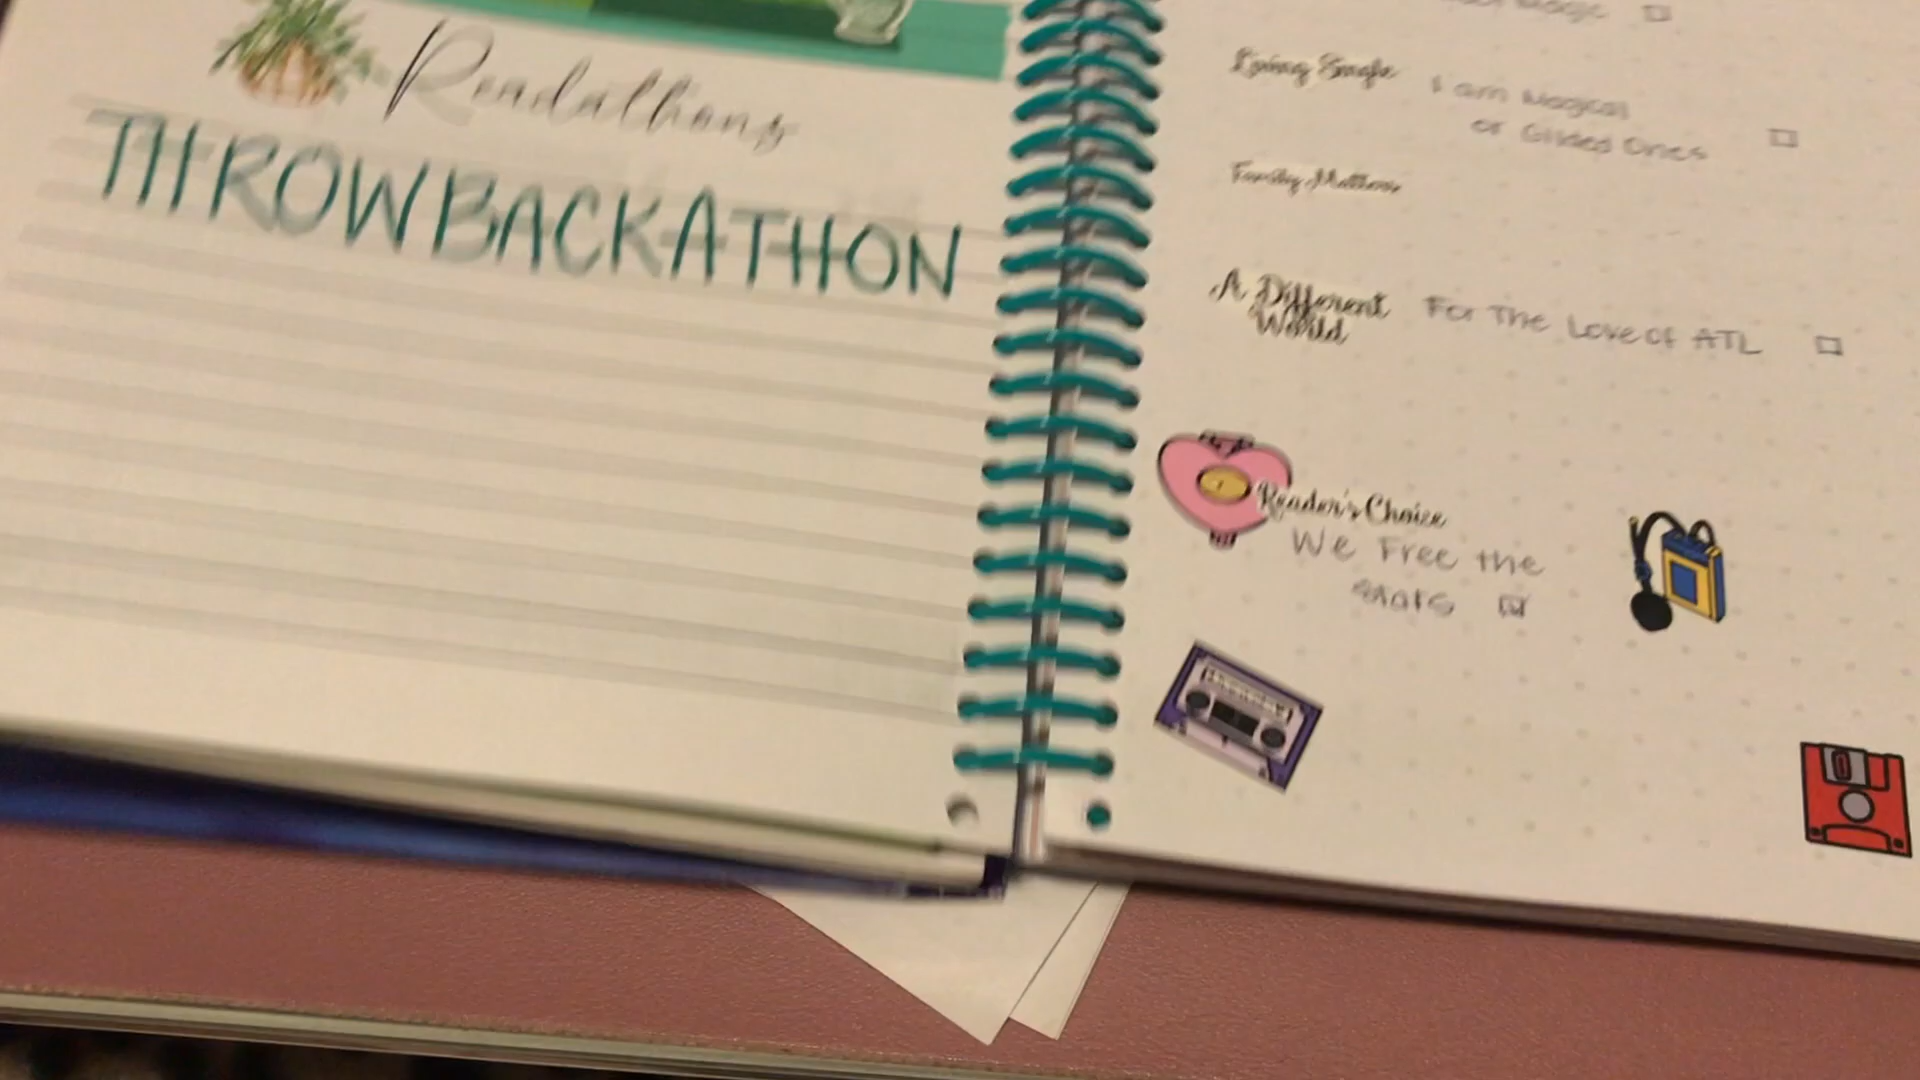 Readathons
THROWBACKATHON
Living Single
I am Magical
or Gilded Ones
Family Matters
A Different
World
For The Love of ATL
Reader's Choice
We Free the
Stars